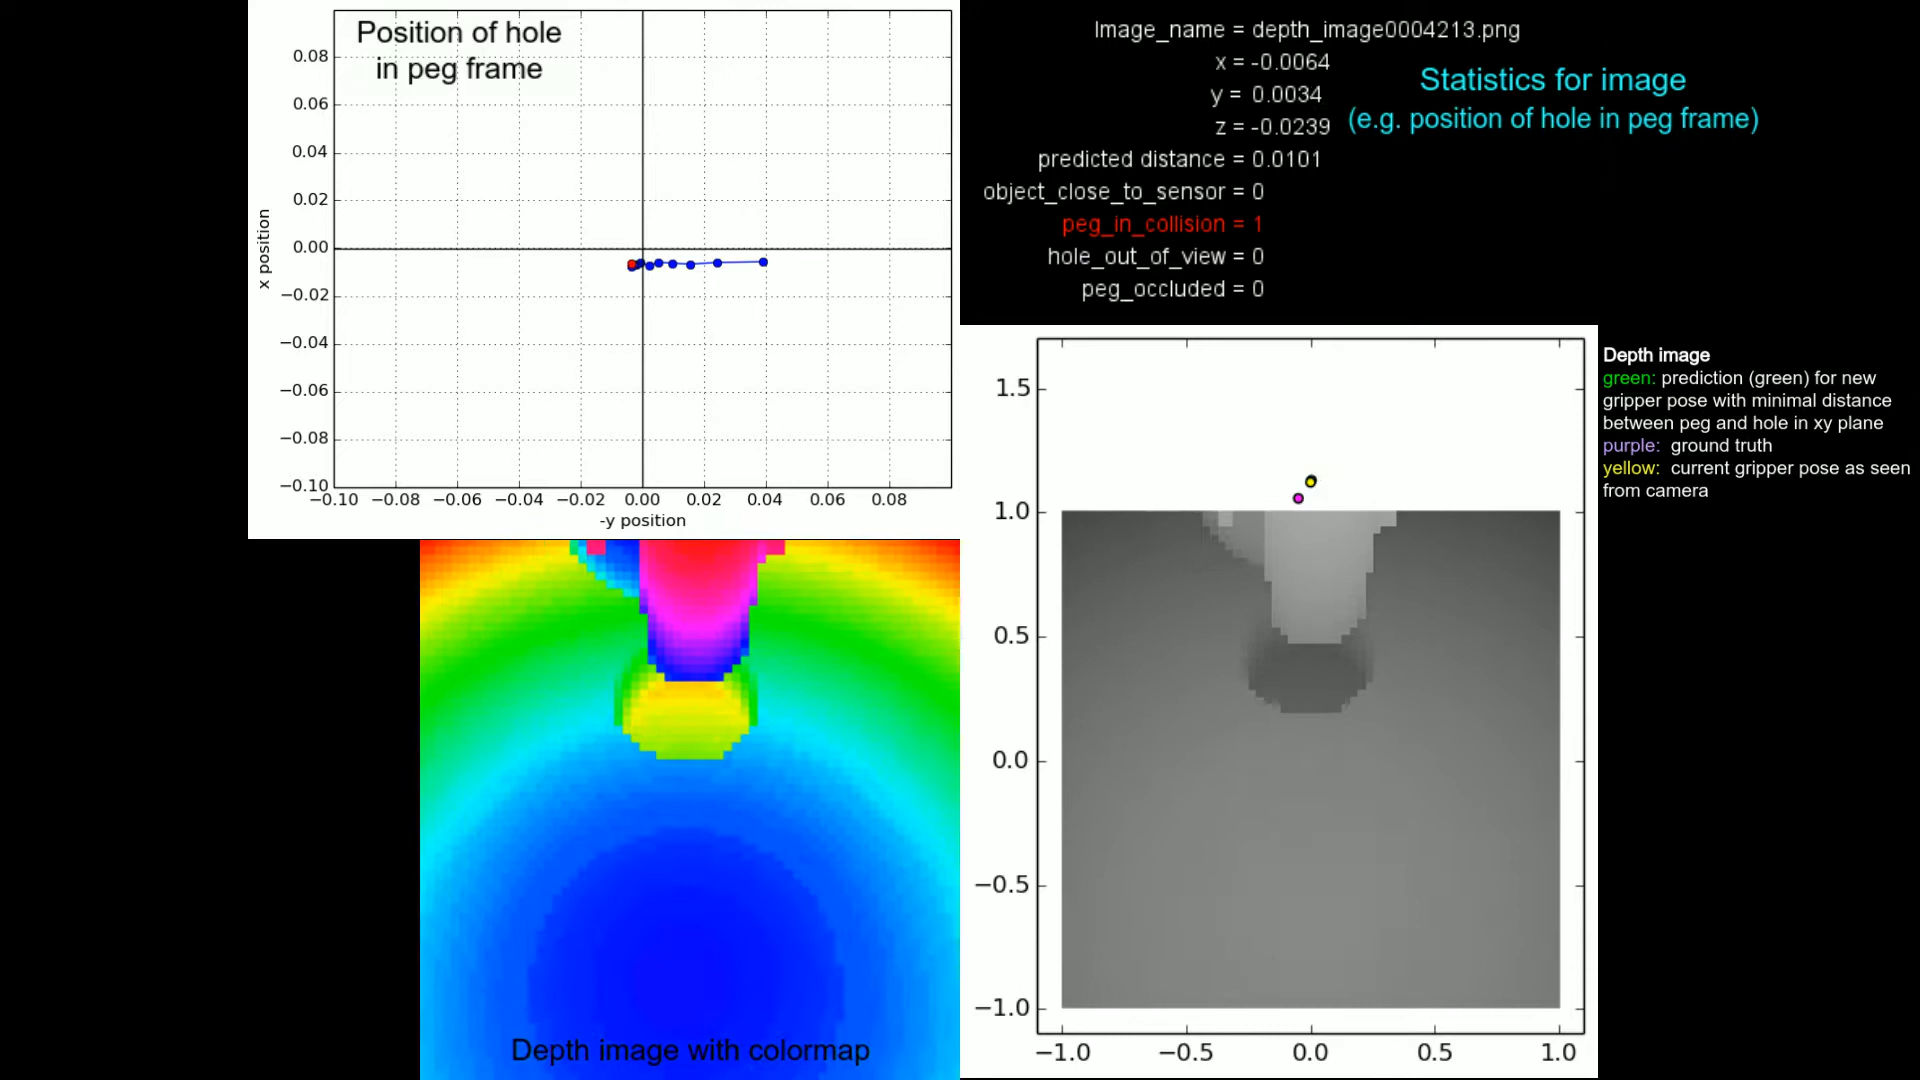 Position of hole
in peg frame
0.08
0.06
0.04
0.02
0.00
−0.02
−0.04
−0.06
−0.08
−0.10
x position
−0.10 −0.08 −0.06 −0.04 −0.02 0.00 0.02 0.04 0.06 0.08
-y position
Image_name = depth_image0004213.png
x = -0.0064
y = 0.0034
z = -0.0239
predicted distance = 0.0101
object_close_to_sensor = 0
peg_in_collision = 1
hole_out_of_view = 0
peg_occluded = 0
Statistics for image
(e.g. position of hole in peg frame)
Depth image with colormap
1.5
1.0
0.5
0.0
−0.5
−1.0
−1.0 −0.5 0.0 0.5 1.0
Depth image
green: prediction (green) for new
gripper pose with minimal distance
between peg and hole in xy plane
purple: ground truth
yellow: current gripper pose as seen
from camera